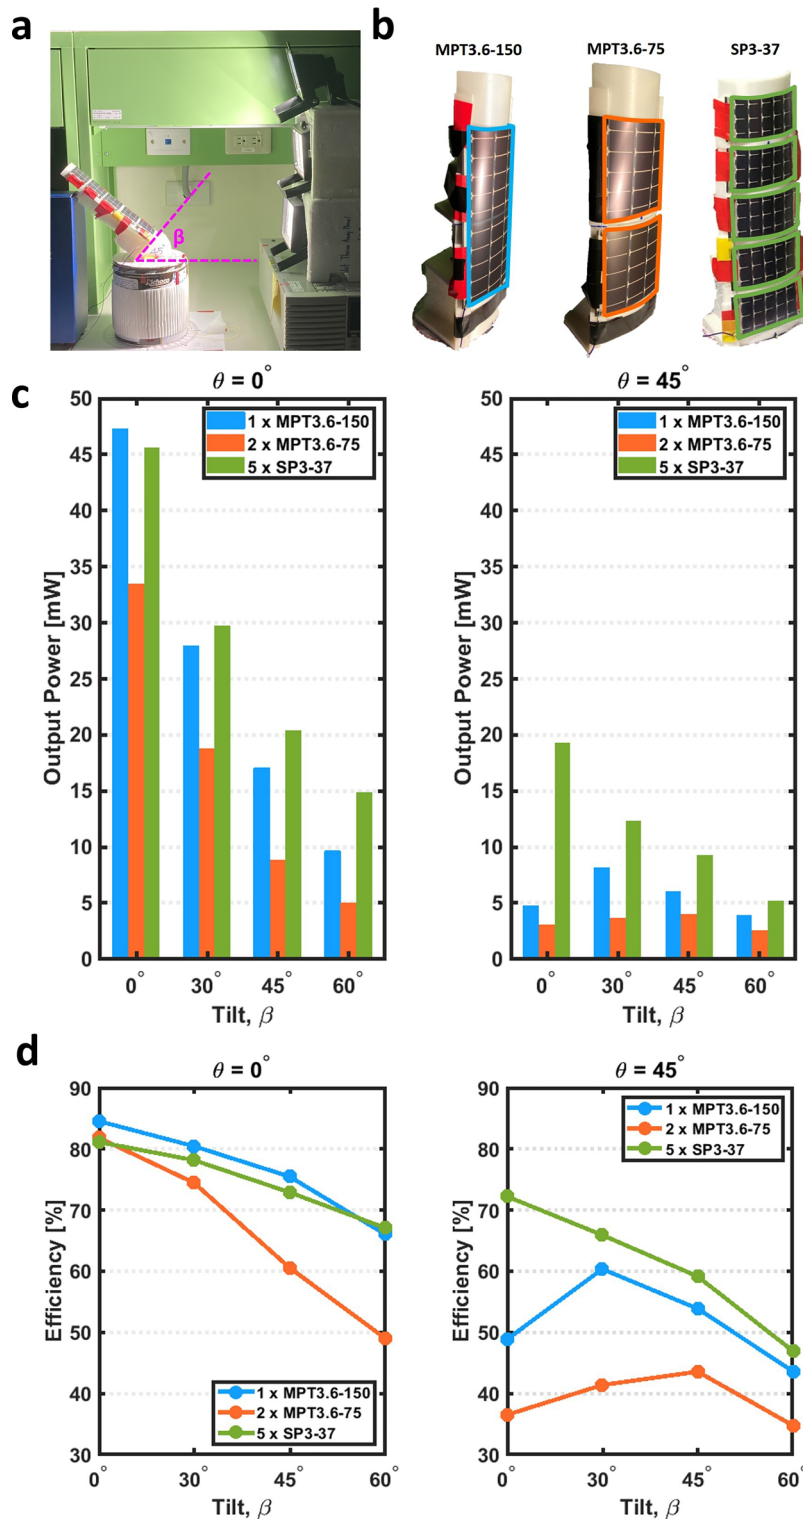 a
b
MPT3.6-150
MPT3.6-75
SP3-37
β
c
θ = 0°
50
45
40
35
30
25
20
15
10
5
0
Output Power [mW]
1 x MPT3.6-150
2 x MPT3.6-75
5 x SP3-37
0° 30° 45° 60°
Tilt, β
θ = 45°
50
45
40
35
30
25
20
15
10
5
0
Output Power [mW]
1 x MPT3.6-150
2 x MPT3.6-75
5 x SP3-37
0° 30° 45° 60°
Tilt, β
d
θ = 0°
90
80
70
60
50
40
30
Efficiency [%]
1 x MPT3.6-150
2 x MPT3.6-75
5 x SP3-37
0° 30° 45° 60°
Tilt, β
θ = 45°
90
80
70
60
50
40
30
Efficiency [%]
1 x MPT3.6-150
2 x MPT3.6-75
5 x SP3-37
0° 30° 45° 60°
Tilt, β